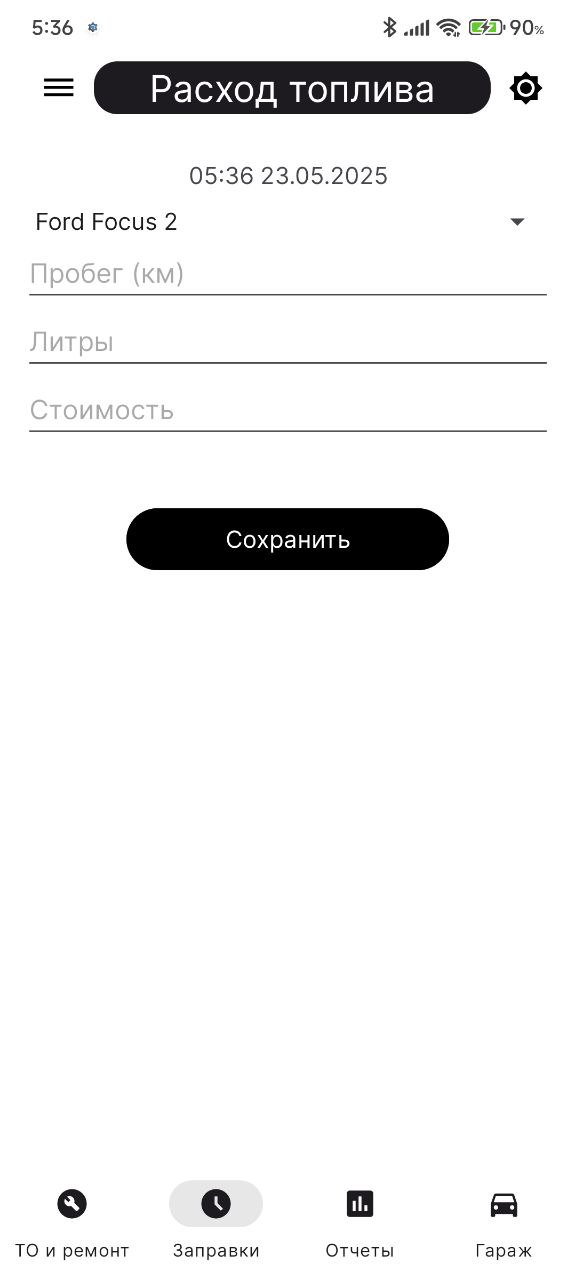 5:36 90%
Расход топлива
05:36 23.05.2025
Ford Focus 2
Пробег (км)
Литры
Стоимость
Сохранить
ТО и ремонт Заправки Отчеты Гараж